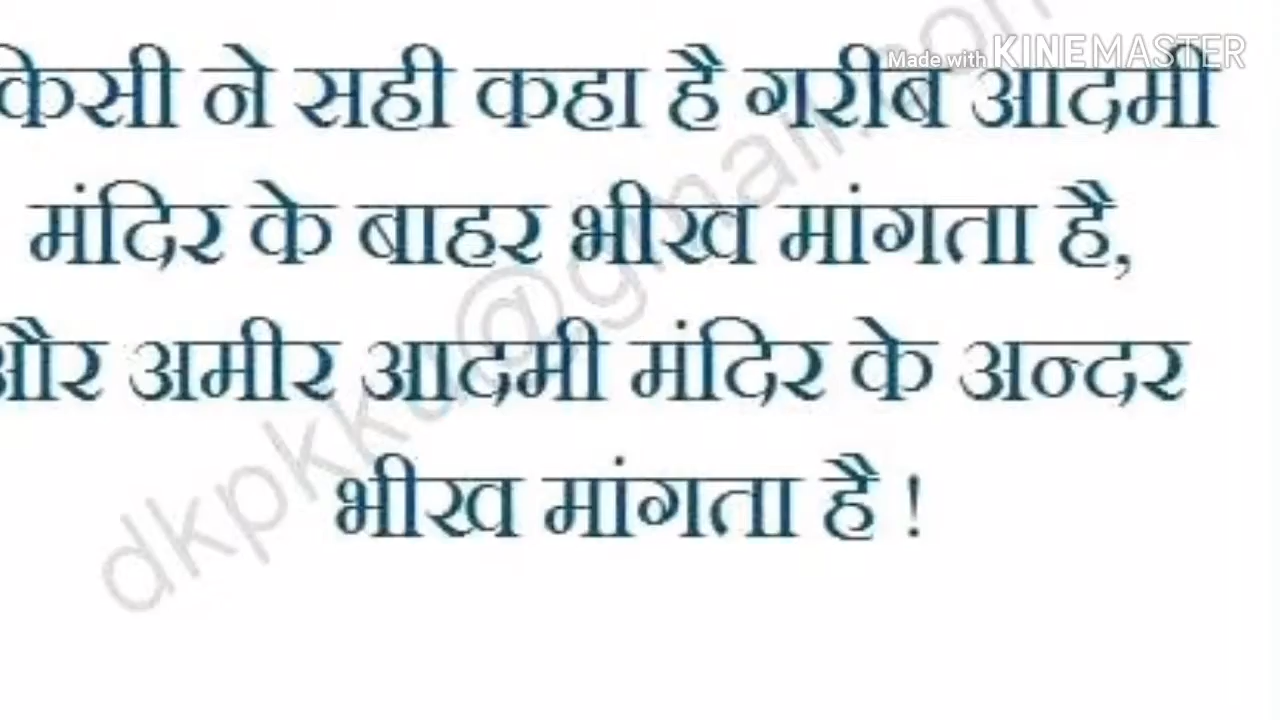 Made with KINEMASTER
किसी ने सही कहा है गरीब आदमी
मंदिर के बाहर भीख मांगता है,
और अमीर आदमी मंदिर के अन्दर
भीख मांगता है !